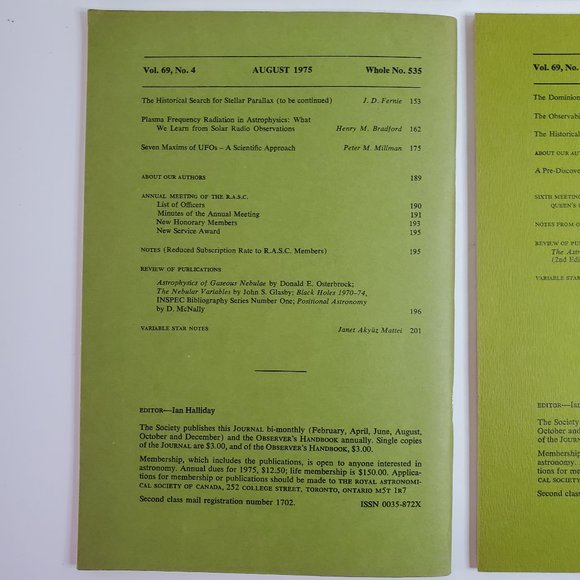 Vol. 69, No. 4 AUGUST 1975 Whole No. 535
The Historical Search for Stellar Parallax (to be continued) J. D. Fernie 153
Plasma Frequency Radiation in Astrophysics: What
We Learn from Solar Radio Observations Henry M. Bradford 162
Seven Maxims of UFOs – A Scientific Approach Peter M. Millman 175
ABOUT OUR AUTHORS 189
ANNUAL MEETING OF THE R.A.S.C.
List of Officers 190
Minutes of the Annual Meeting 191
New Honorary Members 193
New Service Award 195
NOTES (Reduced Subscription Rate to R.A.S.C. Members) 195
REVIEW OF PUBLICATIONS
Astrophysics of Gaseous Nebulae by Donald E. Osterbrock;
The Nebular Variables by John S. Glasby; Black Holes 1970–74,
INSPEC Bibliography Series Number One; Positional Astronomy
by D. McNally 196
VARIABLE STAR NOTES Janet Akyüz Mattei 201
EDITOR—Ian Halliday
The Society publishes this JOURNAL bi-monthly (February, April, June, August,
October and December) and the OBSERVER'S HANDBOOK annually. Single copies
of the JOURNAL are $3.00, and of the OBSERVER'S HANDBOOK, $3.00.
Membership, which includes the publications, is open to anyone interested in
astronomy. Annual dues for 1975, $12.50; life membership is $150.00. Applica-
tions for membership or publications should be made to THE ROYAL ASTRONOMI-
CAL SOCIETY OF CANADA, 252 COLLEGE STREET, TORONTO, ONTARIO M5T 1R7
Second class mail registration number 1702. ISSN 0035-872X
Vol. 69, No.
The Dominion
The
The Historical
ABOUT OUR
A
SIXTH
QUEEN'S
NOTES FROM
REVIEW OF
The
(2nd
VARIABLE STAR
EDITOR—
The Society
October and
of the
Membership
astronomy.
tions for
CAL SOCIETY
Second class